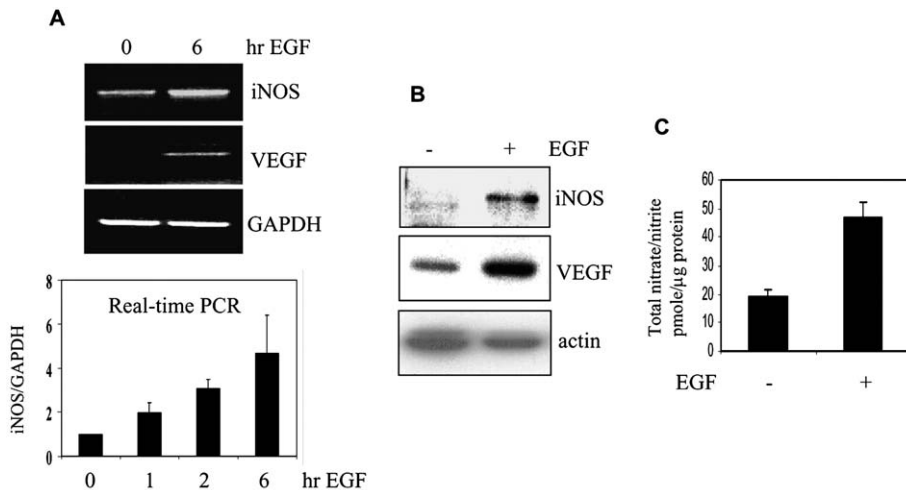 A
0 6 hr EGF
iNOS
VEGF
GAPDH
Real-time PCR
iNOS/GAPDH
8
6
4
2
0
0 1 2 6 hr EGF
B
- + EGF
iNOS
VEGF
actin
C
Total nitrate/nitrite
pmole/µg protein
60
50
40
30
20
10
0
EGF - +